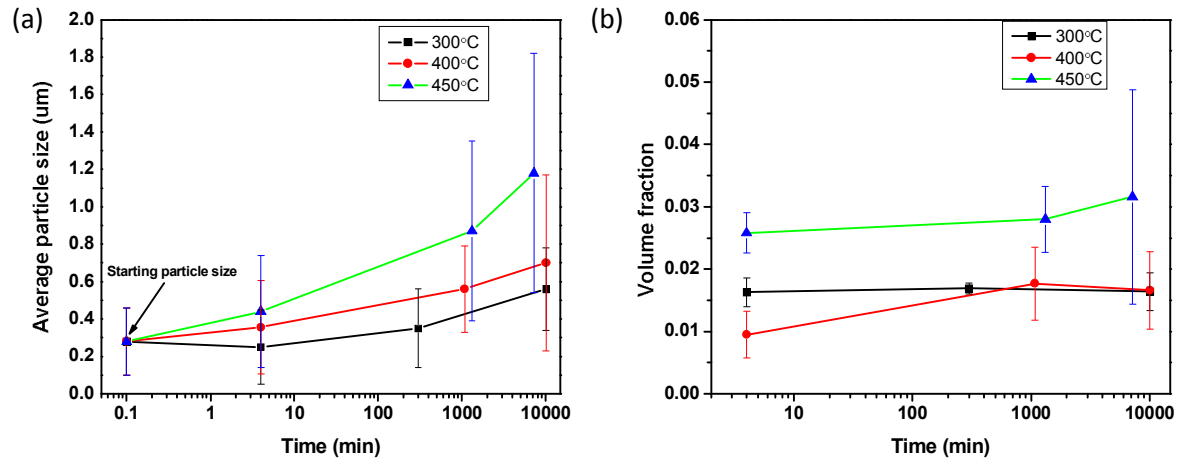 (a)
2.0
1.8
1.6
1.4
1.2
1.0
0.8
0.6
0.4
0.2
0.0
Average particle size (um)
300°C
400°C
450°C
Starting particle size
0.1
1
10
100
1000
10000
Time (min)
(b)
0.06
0.05
0.04
0.03
0.02
0.01
0.00
Volume fraction
300°C
400°C
450°C
10
100
1000
10000
Time (min)